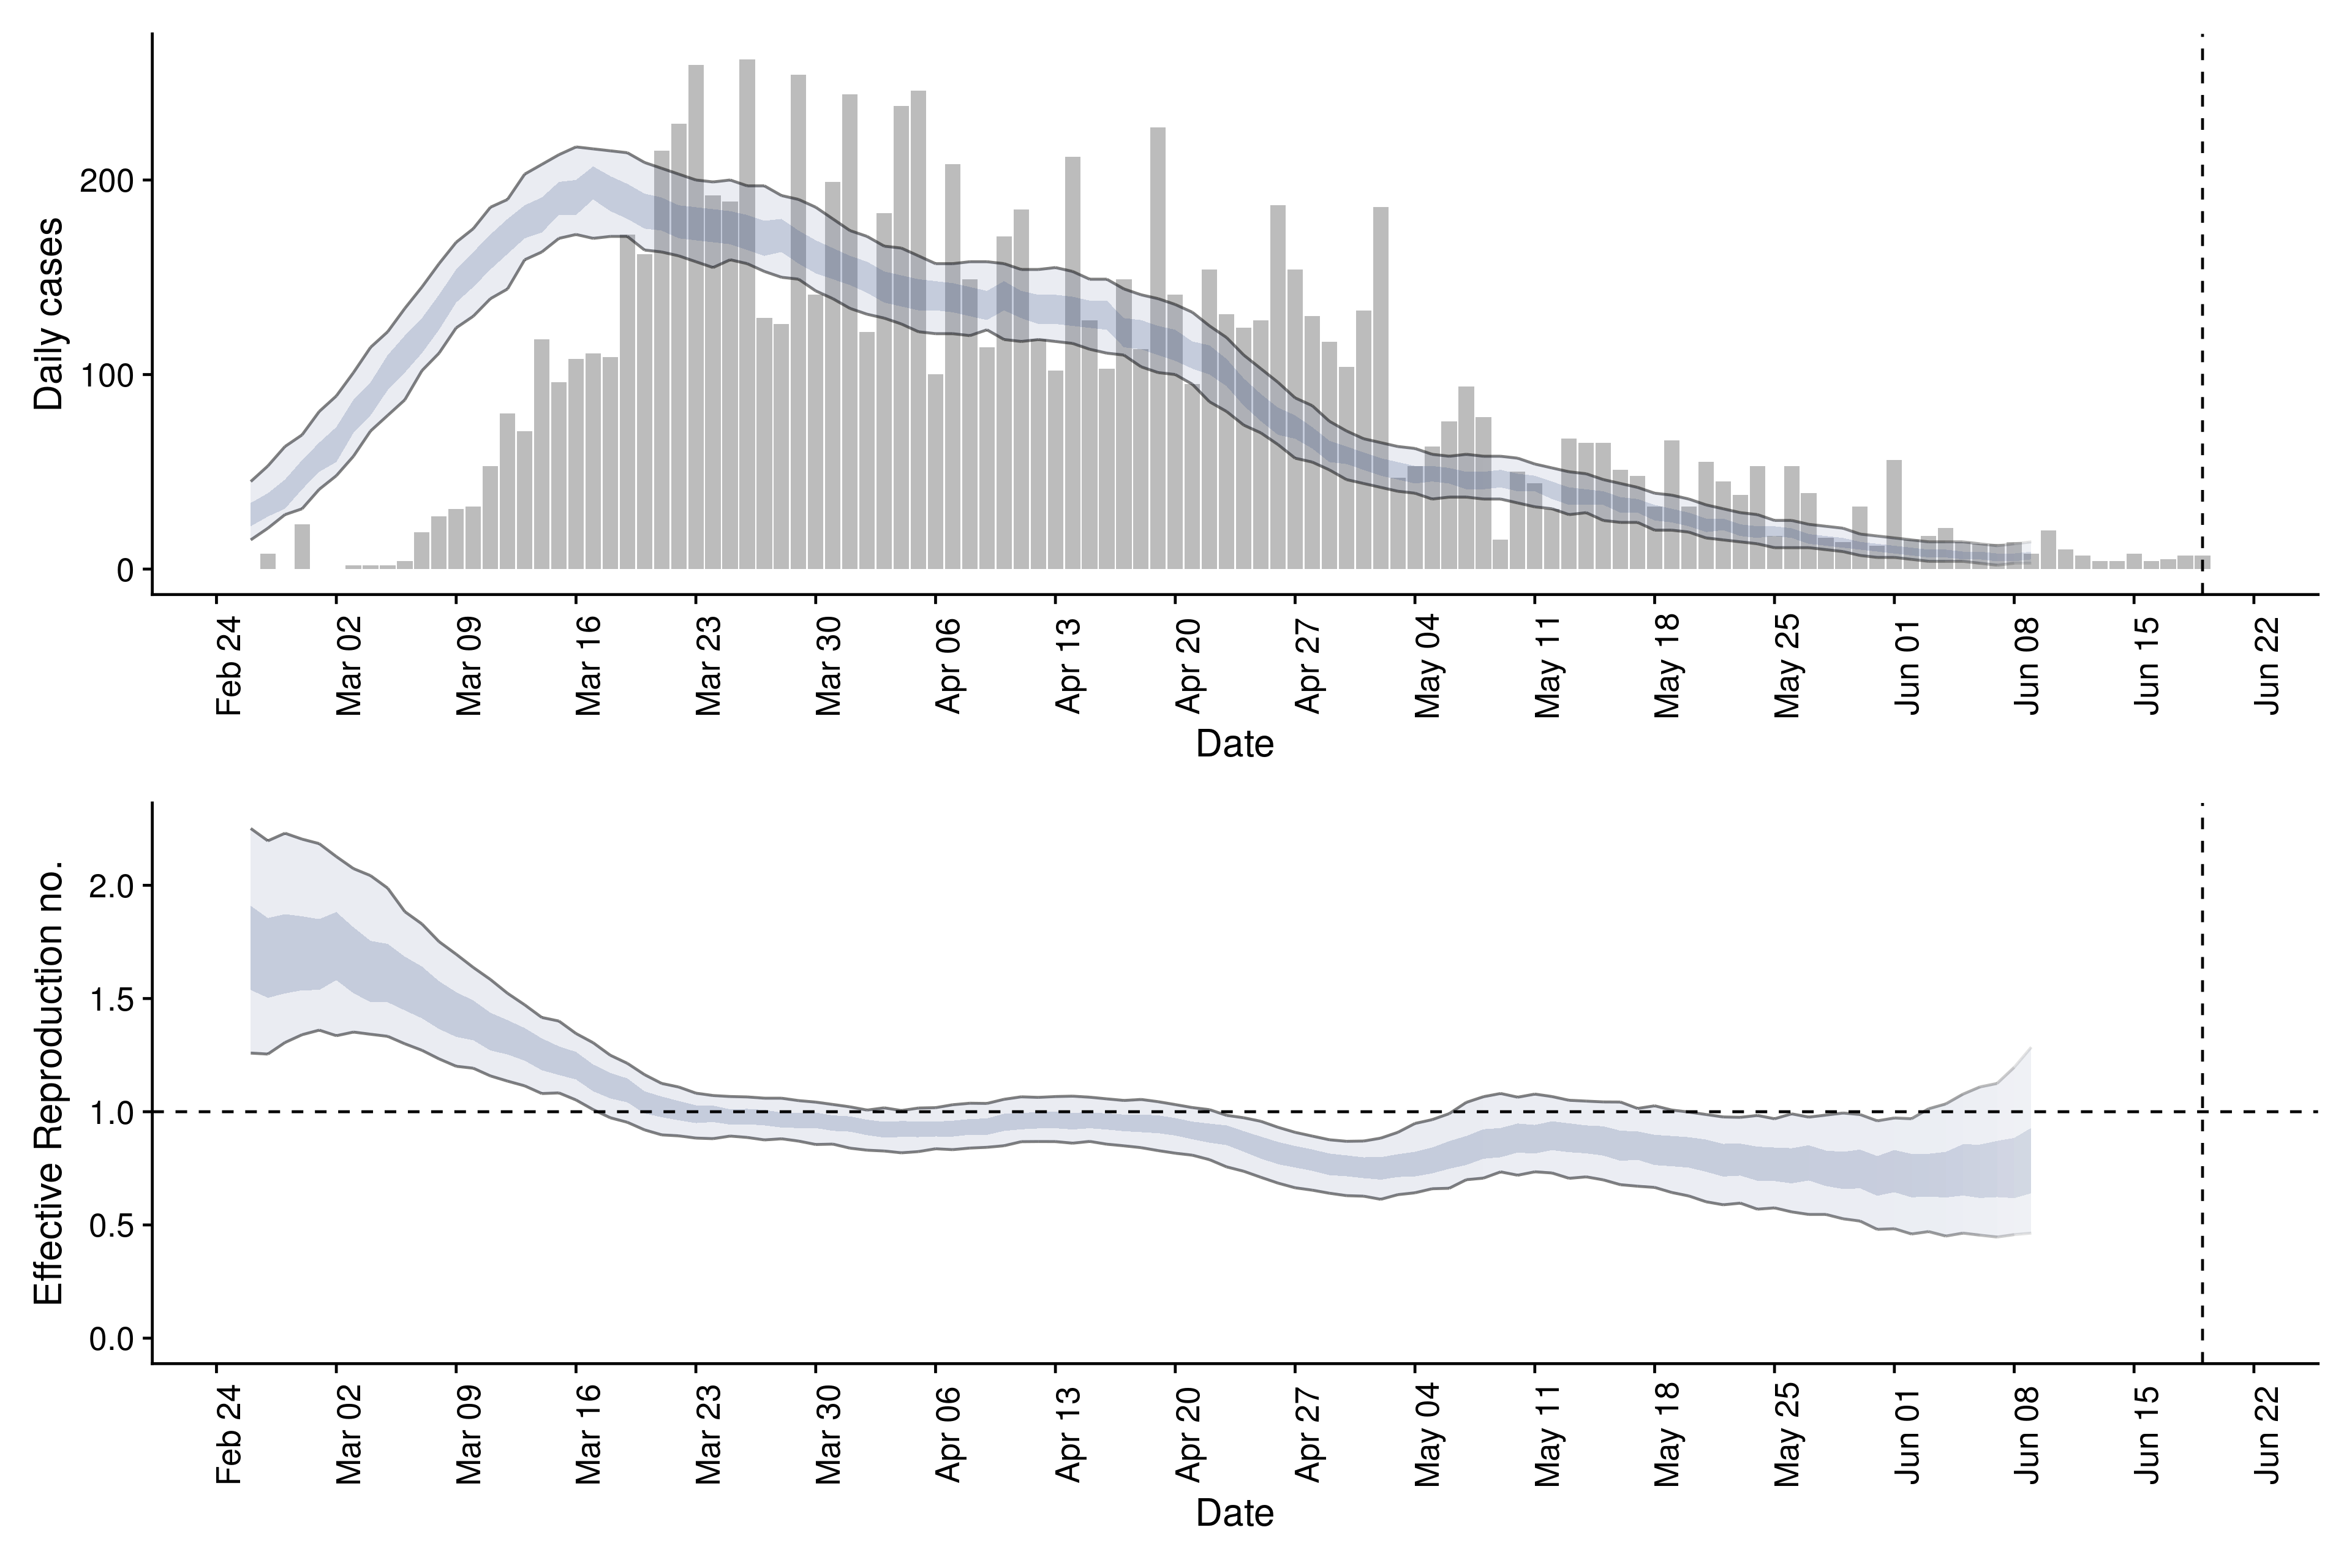 Daily cases
200
100
0
Feb 24
Mar 02
Mar 09
Mar 16
Mar 23
Mar 30
Apr 06
Apr 13
Apr 20
Apr 27
May 04
May 11
May 18
May 25
Jun 01
Jun 08
Jun 15
Jun 22
Date
Effective Reproduction no.
2.0
1.5
1.0
0.5
0.0
Feb 24
Mar 02
Mar 09
Mar 16
Mar 23
Mar 30
Apr 06
Apr 13
Apr 20
Apr 27
May 04
May 11
May 18
May 25
Jun 01
Jun 08
Jun 15
Jun 22
Date